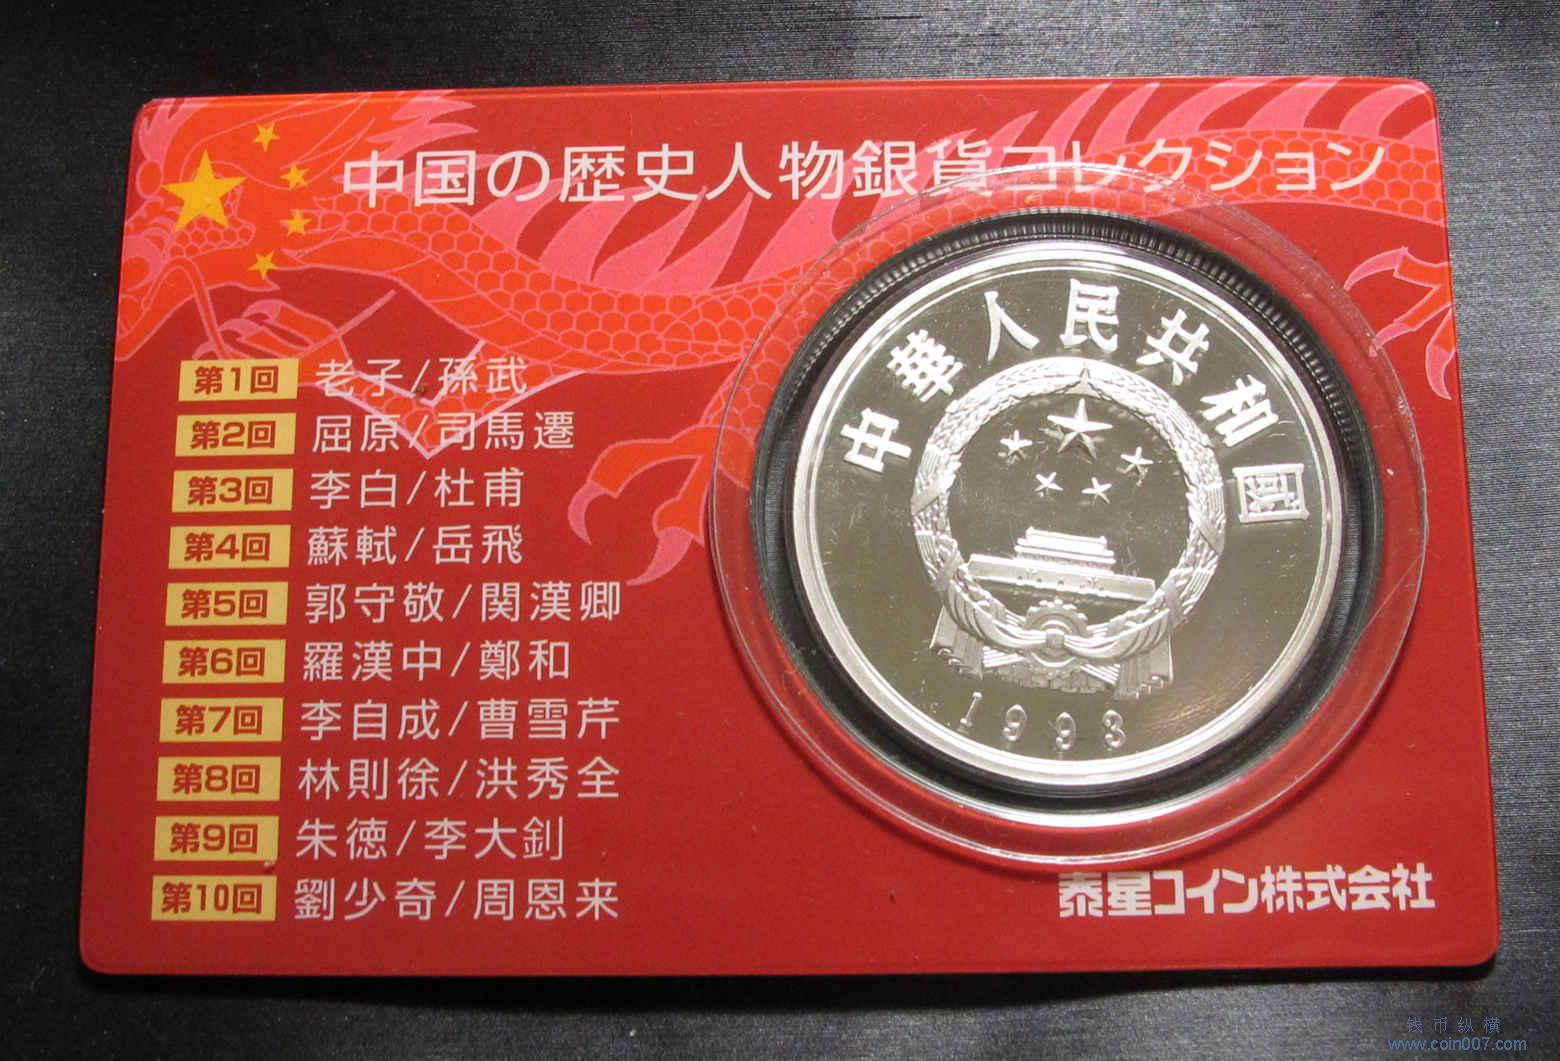 中国の歴史人物銀貨コレクション
第1回 老子/孫武
第2回 屈原/司馬遷
第3回 李白/杜甫
第4回 蘇軾/岳飛
第5回 郭守敬/関漢卿
第6回 羅漢中/鄭和
第7回 李自成/曹雪芹
第8回 林則徐/洪秀全
第9回 朱徳/李大釗
第10回 劉少奇/周恩来
中華人民共和國
1993
泰星コイン株式会社
钱币纵横
www.coin007.com